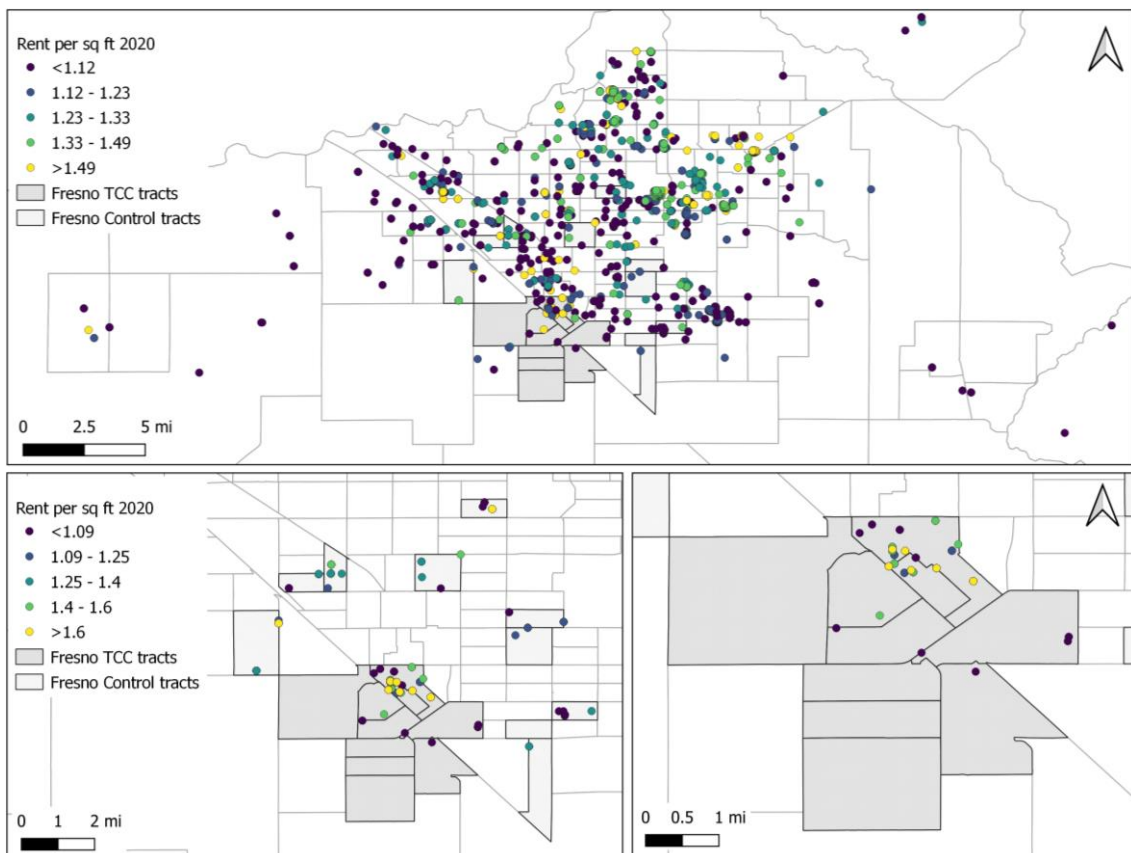 Rent per sq ft 2020
<1.12
1.12 - 1.23
1.23 - 1.33
1.33 - 1.49
>1.49
Fresno TCC tracts
Fresno Control tracts
0 2.5 5 mi
Rent per sq ft 2020
<1.09
1.09 - 1.25
1.25 - 1.4
1.4 - 1.6
>1.6
Fresno TCC tracts
Fresno Control tracts
0 1 2 mi
0 0.5 1 mi